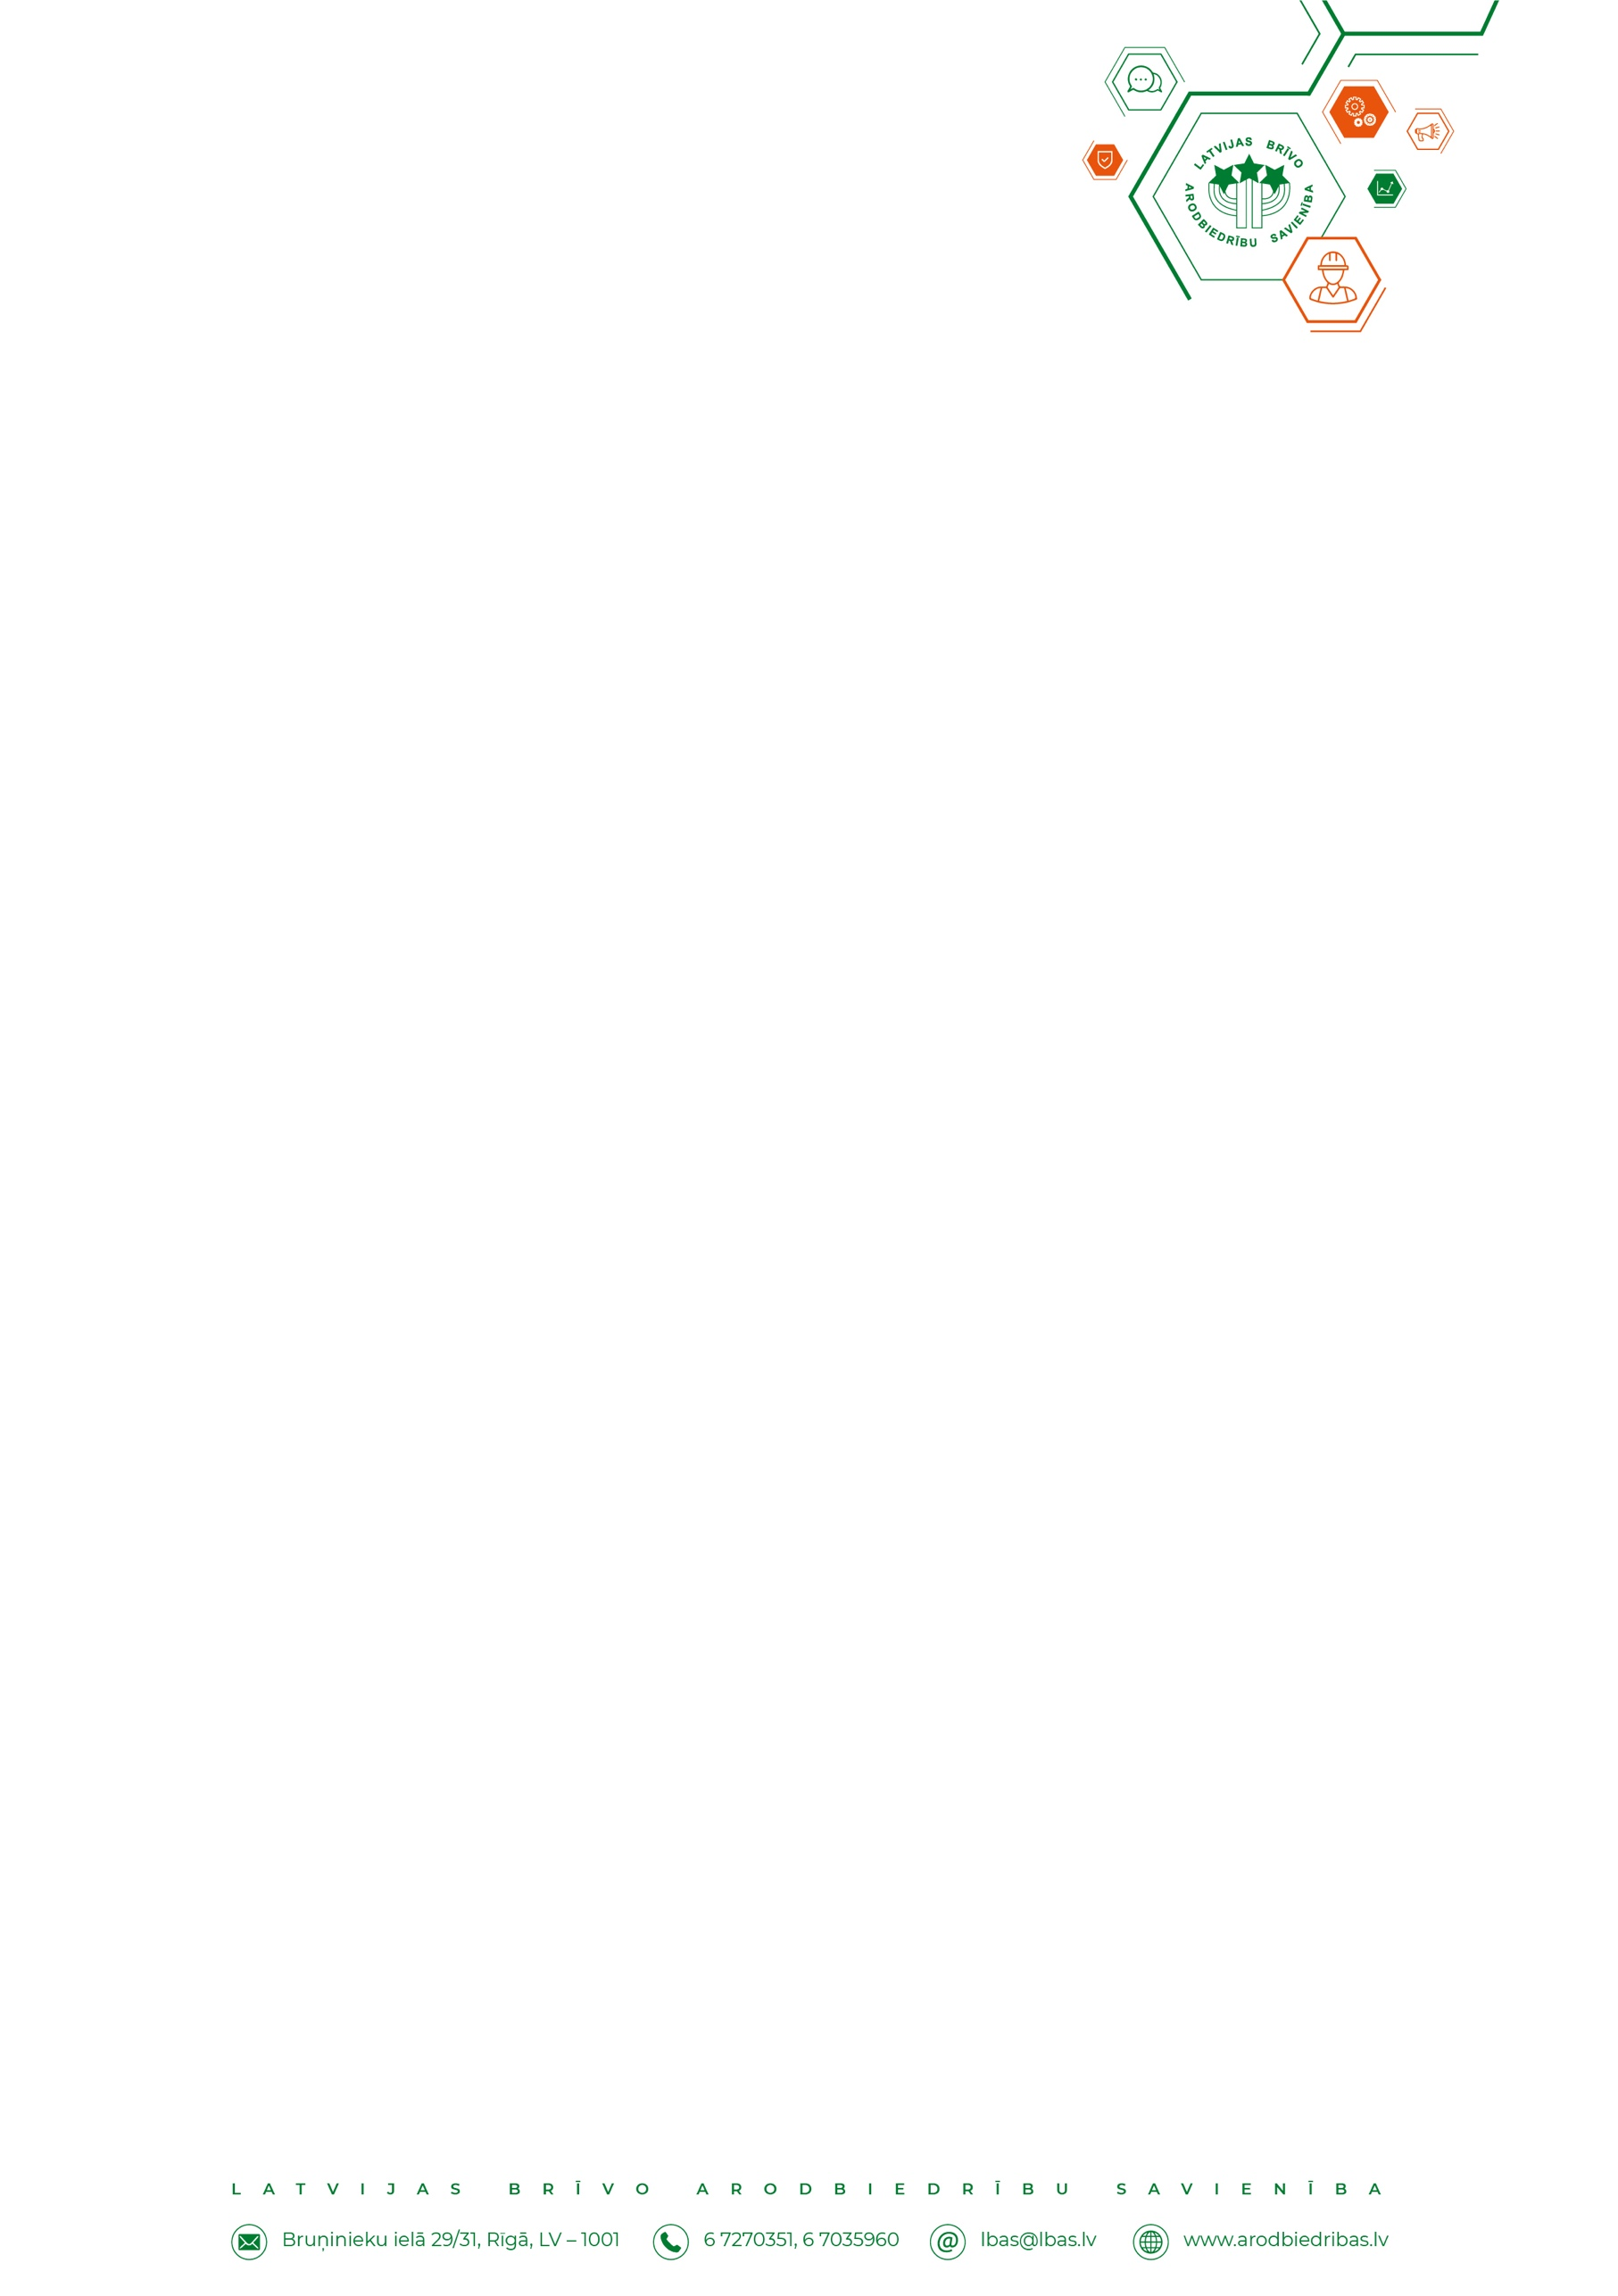 LATVIJAS BRĪVO
ARODBIEDRĪBU SAVIENĪBA
LATVIJAS BRĪVO ARODBIEDRĪBU SAVIENĪBA
Bruņinieku ielā 29/31, Rīgā, LV – 1001 6 7270351, 6 7035960 lbas@lbas.lv www.arodbiedribas.lv